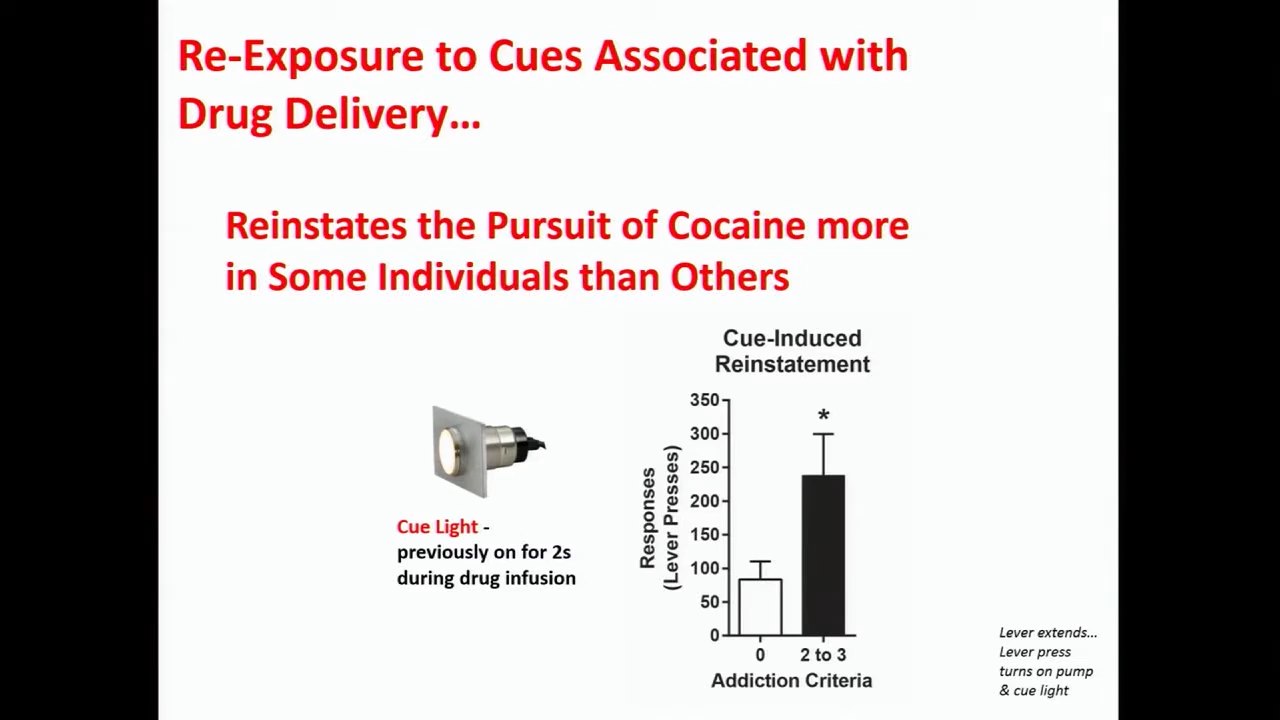 Re-Exposure to Cues Associated with
Drug Delivery...
Reinstates the Pursuit of Cocaine more
in Some Individuals than Others
Cue-Induced
Reinstatement
350
300
250
200
150
100
50
0
*
Responses
(Lever Presses)
0
2 to 3
Addiction Criteria
Cue Light -
previously on for 2s
during drug infusion
Lever extends...
Lever press
turns on pump
& cue light